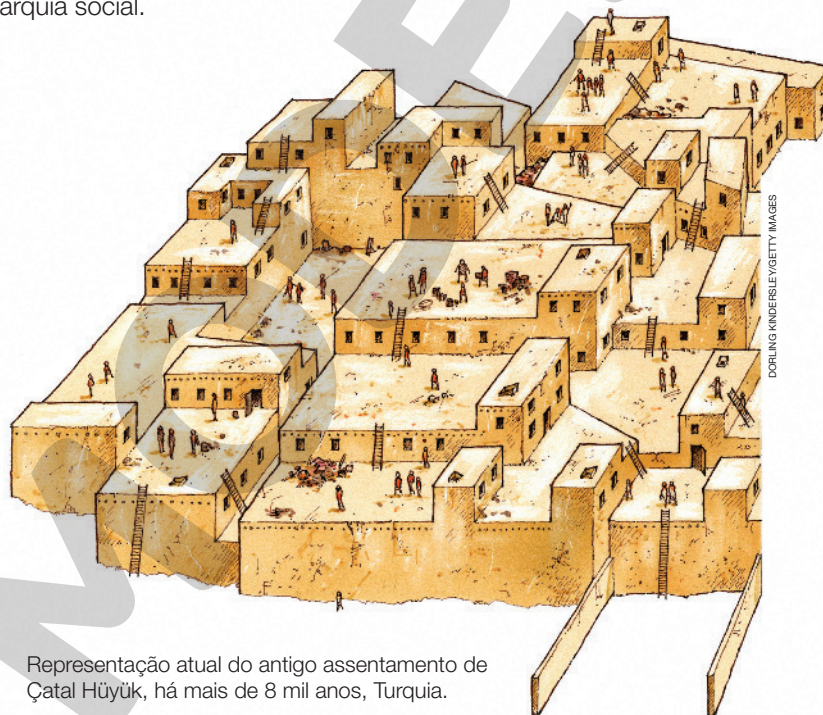 arquia social.
DORLING KINDERSLEY/GETTY IMAGES
Representação atual do antigo assentamento de
Çatal Hüyük, há mais de 8 mil anos, Turquia.